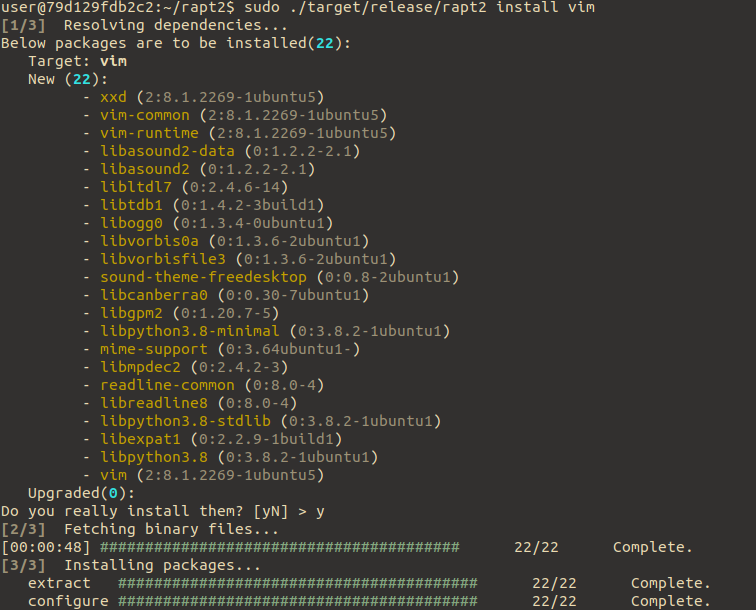 user@79d129fdb2c2:~/rapt2$ sudo ./target/release/rapt2 install vim
[1/3]  Resolving dependencies...
Below packages are to be installed(22):
   Target: vim
   New (22):
         - xxd (2:8.1.2269-1ubuntu5)
         - vim-common (2:8.1.2269-1ubuntu5)
         - vim-runtime (2:8.1.2269-1ubuntu5)
         - libasound2-data (0:1.2.2-2.1)
         - libasound2 (0:1.2.2-2.1)
         - libltdl7 (0:2.4.6-14)
         - libtdb1 (0:1.4.2-3build1)
         - libogg0 (0:1.3.4-0ubuntu1)
         - libvorbis0a (0:1.3.6-2ubuntu1)
         - libvorbisfile3 (0:1.3.6-2ubuntu1)
         - sound-theme-freedesktop (0:0.8-2ubuntu1)
         - libcanberra0 (0:0.30-7ubuntu1)
         - libgpm2 (0:1.20.7-5)
         - libpython3.8-minimal (0:3.8.2-1ubuntu1)
         - mime-support (0:3.64ubuntu1-)
         - libmpdec2 (0:2.4.2-3)
         - readline-common (0:8.0-4)
         - libreadline8 (0:8.0-4)
         - libpython3.8-stdlib (0:3.8.2-1ubuntu1)
         - libexpat1 (0:2.2.9-1build1)
         - libpython3.8 (0:3.8.2-1ubuntu1)
         - vim (2:8.1.2269-1ubuntu5)
   Upgraded(0):
Do you really install them? [yN] > y
[2/3]  Fetching binary files...
[00:00:48] ########################################      22/22      Complete.
[3/3]  Installing packages...
   extract   ########################################      22/22      Complete.
   configure ########################################      22/22      Complete.